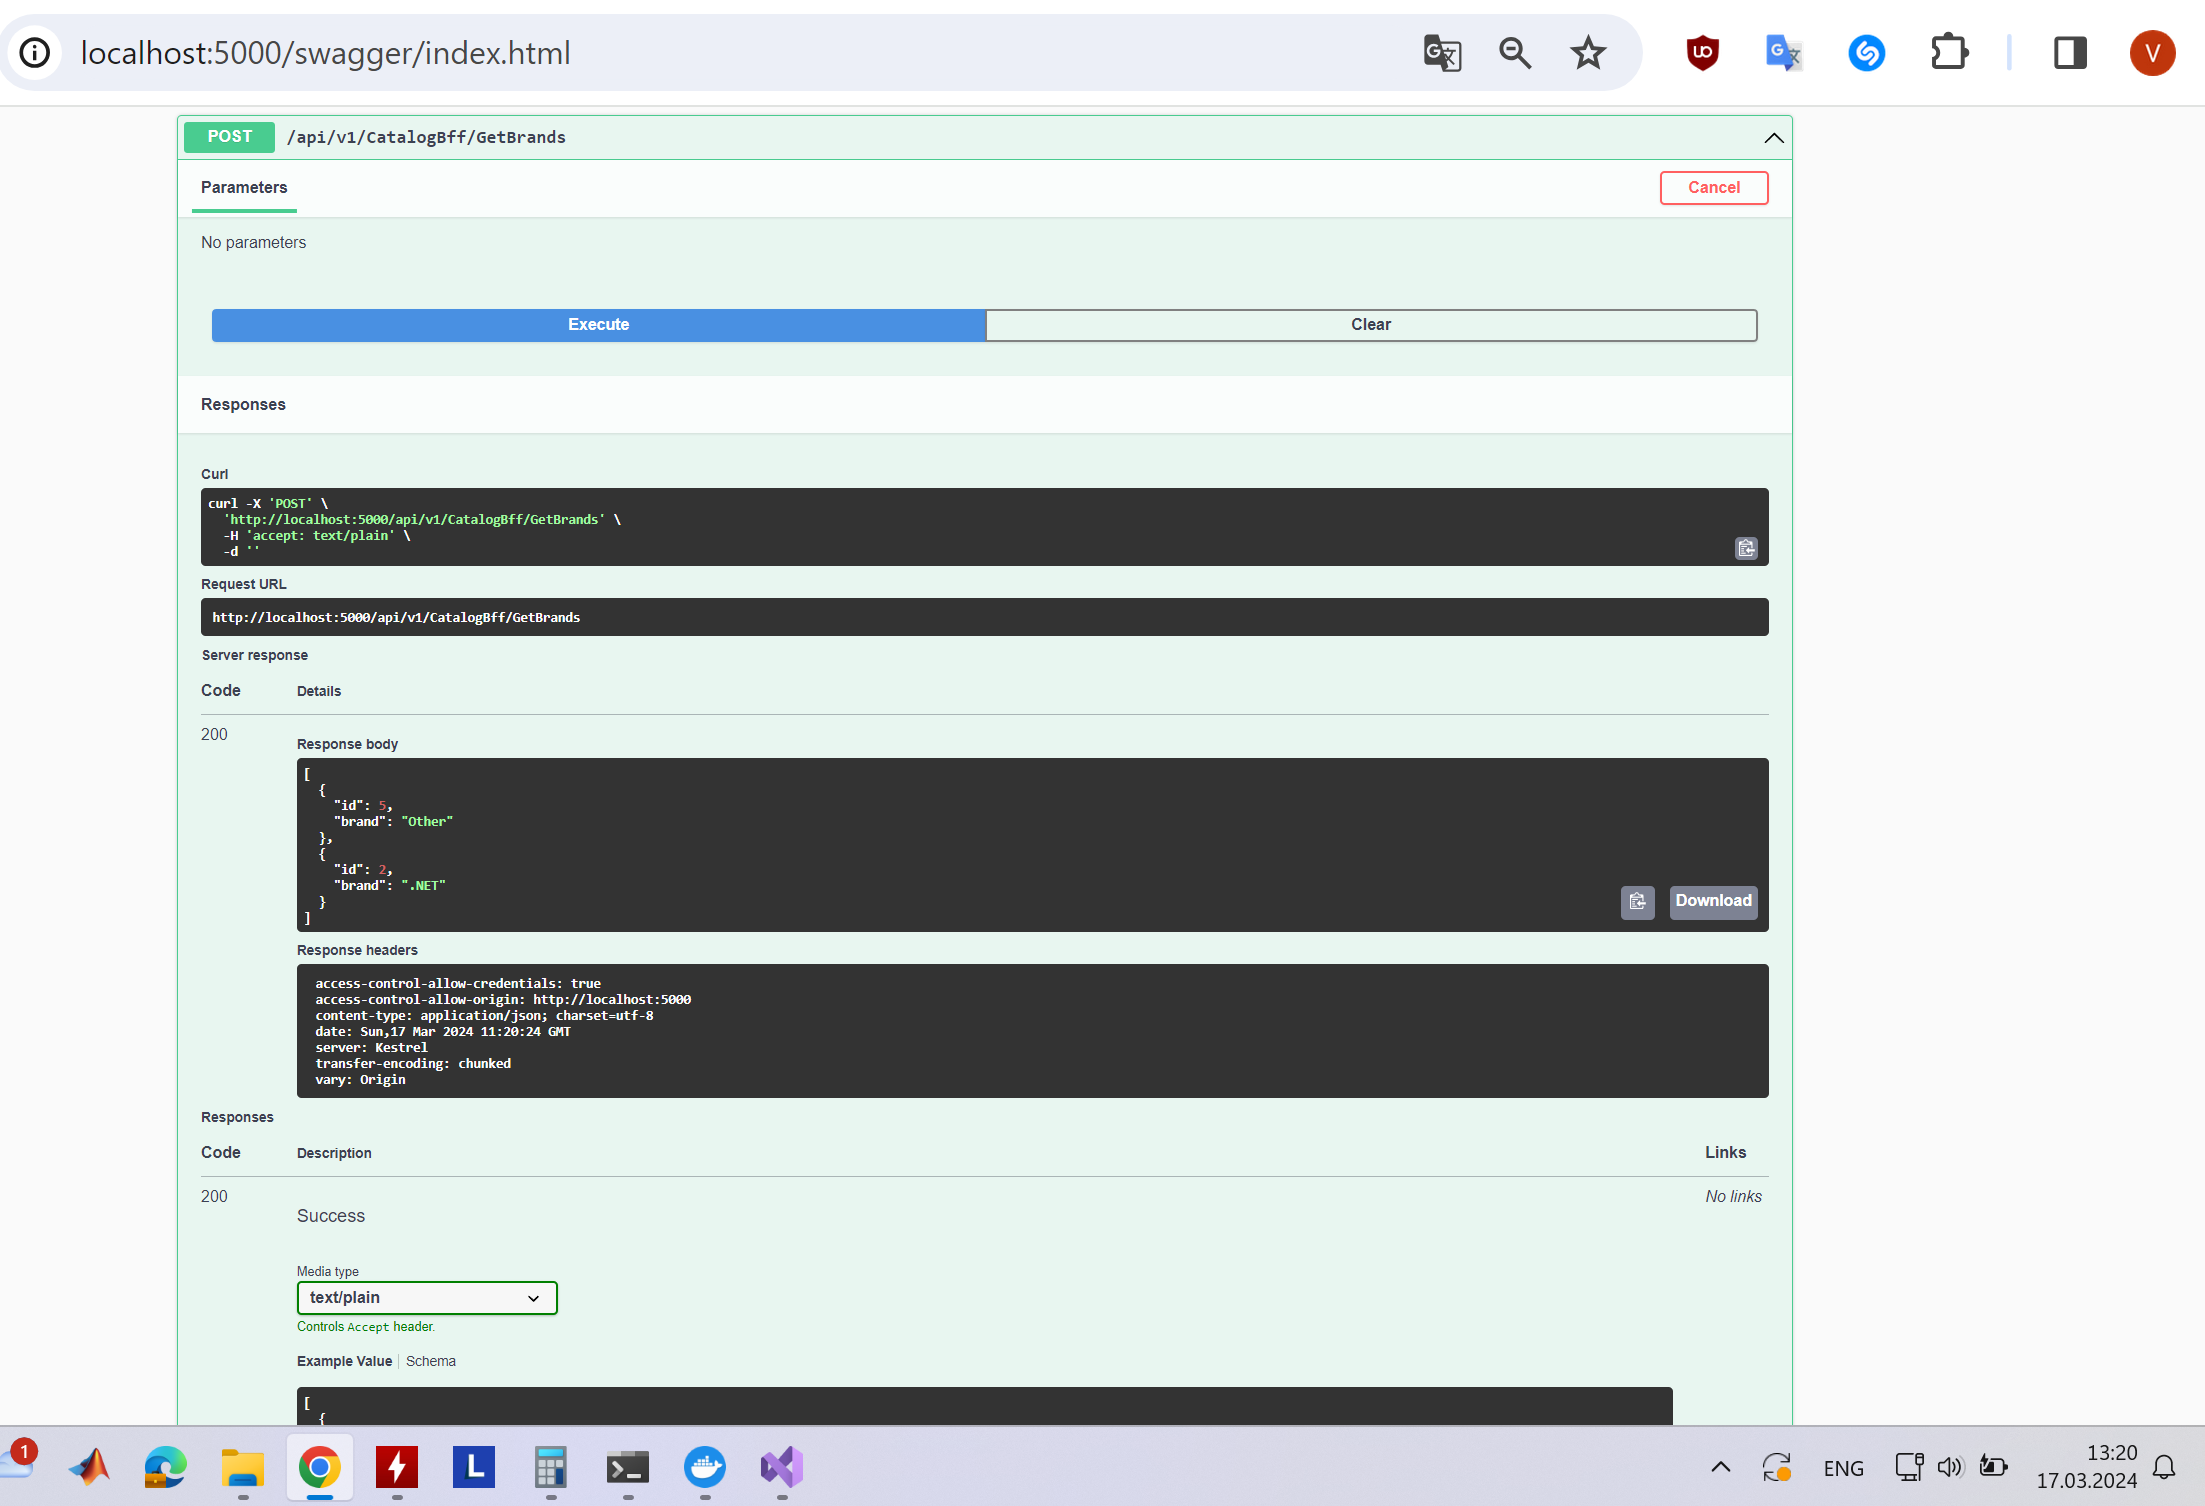 localhost:5000/swagger/index.html
V
POST /api/v1/CatalogBff/GetBrands
Parameters
Cancel
No parameters
Execute
Clear
Responses
Curl
curl -X 'POST' \
'http://localhost:5000/api/v1/CatalogBff/GetBrands' \
-H 'accept: text/plain' \
-d ''
Request URL
http://localhost:5000/api/v1/CatalogBff/GetBrands
Server response
Code Details
200
Response body
[
{
"id": 5,
"brand": "Other"
},
{
"id": 2,
"brand": ".NET"
}
]
Download
Response headers
access-control-allow-credentials: true
access-control-allow-origin: http://localhost:5000
content-type: application/json; charset=utf-8
date: Sun,17 Mar 2024 11:20:24 GMT
server: Kestrel
transfer-encoding: chunked
vary: Origin
Responses
Code Description Links
200
Success
No links
Media type
text/plain
Controls Accept header.
Example Value Schema
[
{
1
L
ENG
13:20
17.03.2024